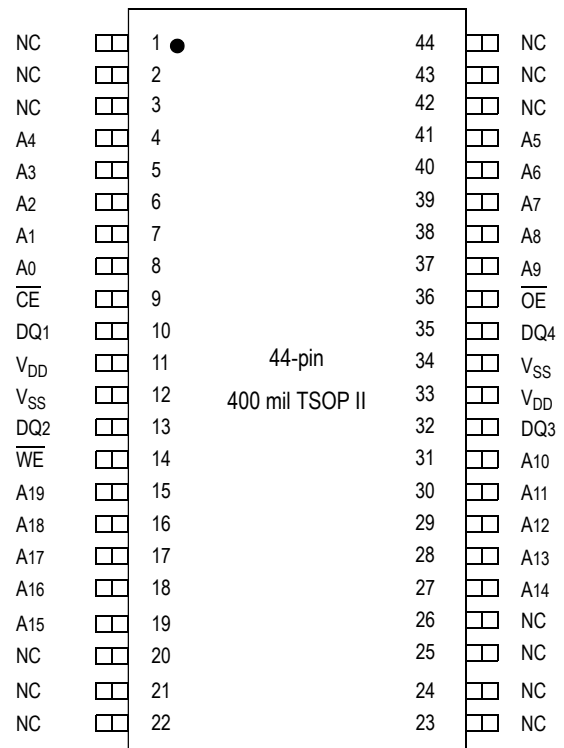 NC 1 44 NC
NC 2 43 NC
NC 3 42 NC
A4 4 41 A5
A3 5 40 A6
A2 6 39 A7
A1 7 38 A8
A0 8 37 A9
C̅E̅ 9 36 O̅E̅
DQ1 10 35 DQ4
VDD 11 44-pin 34 VSS
VSS 12 400 mil TSOP II 33 VDD
DQ2 13 32 DQ3
W̅E̅ 14 31 A10
A19 15 30 A11
A18 16 29 A12
A17 17 28 A13
A16 18 27 A14
A15 19 26 NC
NC 20 25 NC
NC 21 24 NC
NC 22 23 NC